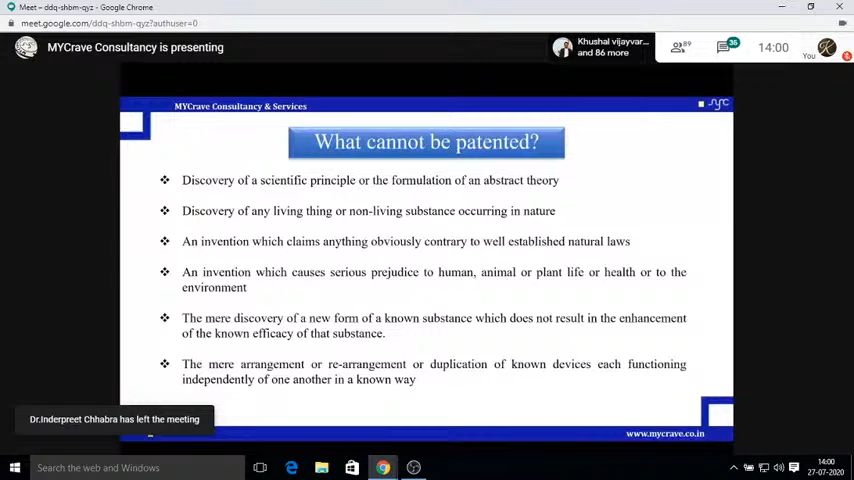 Meet – ddq-shbm-qyz - Google Chrome
meet.google.com/ddq-shbm-qyz?authuser=0
MYCrave Consultancy is presenting
Khushal vijayvar...
and 86 more
89
36
14:00
You
MYCrave Consultancy & Services
myc
What cannot be patented?
❖ Discovery of a scientific principle or the formulation of an abstract theory
❖ Discovery of any living thing or non-living substance occurring in nature
❖ An invention which claims anything obviously contrary to well established natural laws
❖ An invention which causes serious prejudice to human, animal or plant life or health or to the
environment
❖ The mere discovery of a new form of a known substance which does not result in the enhancement
of the known efficacy of that substance.
❖ The mere arrangement or re-arrangement or duplication of known devices each functioning
independently of one another in a known way
Dr.Inderpreet Chhabra has left the meeting
www.mycrave.co.in
Search the web and Windows
14:00
27-07-2020